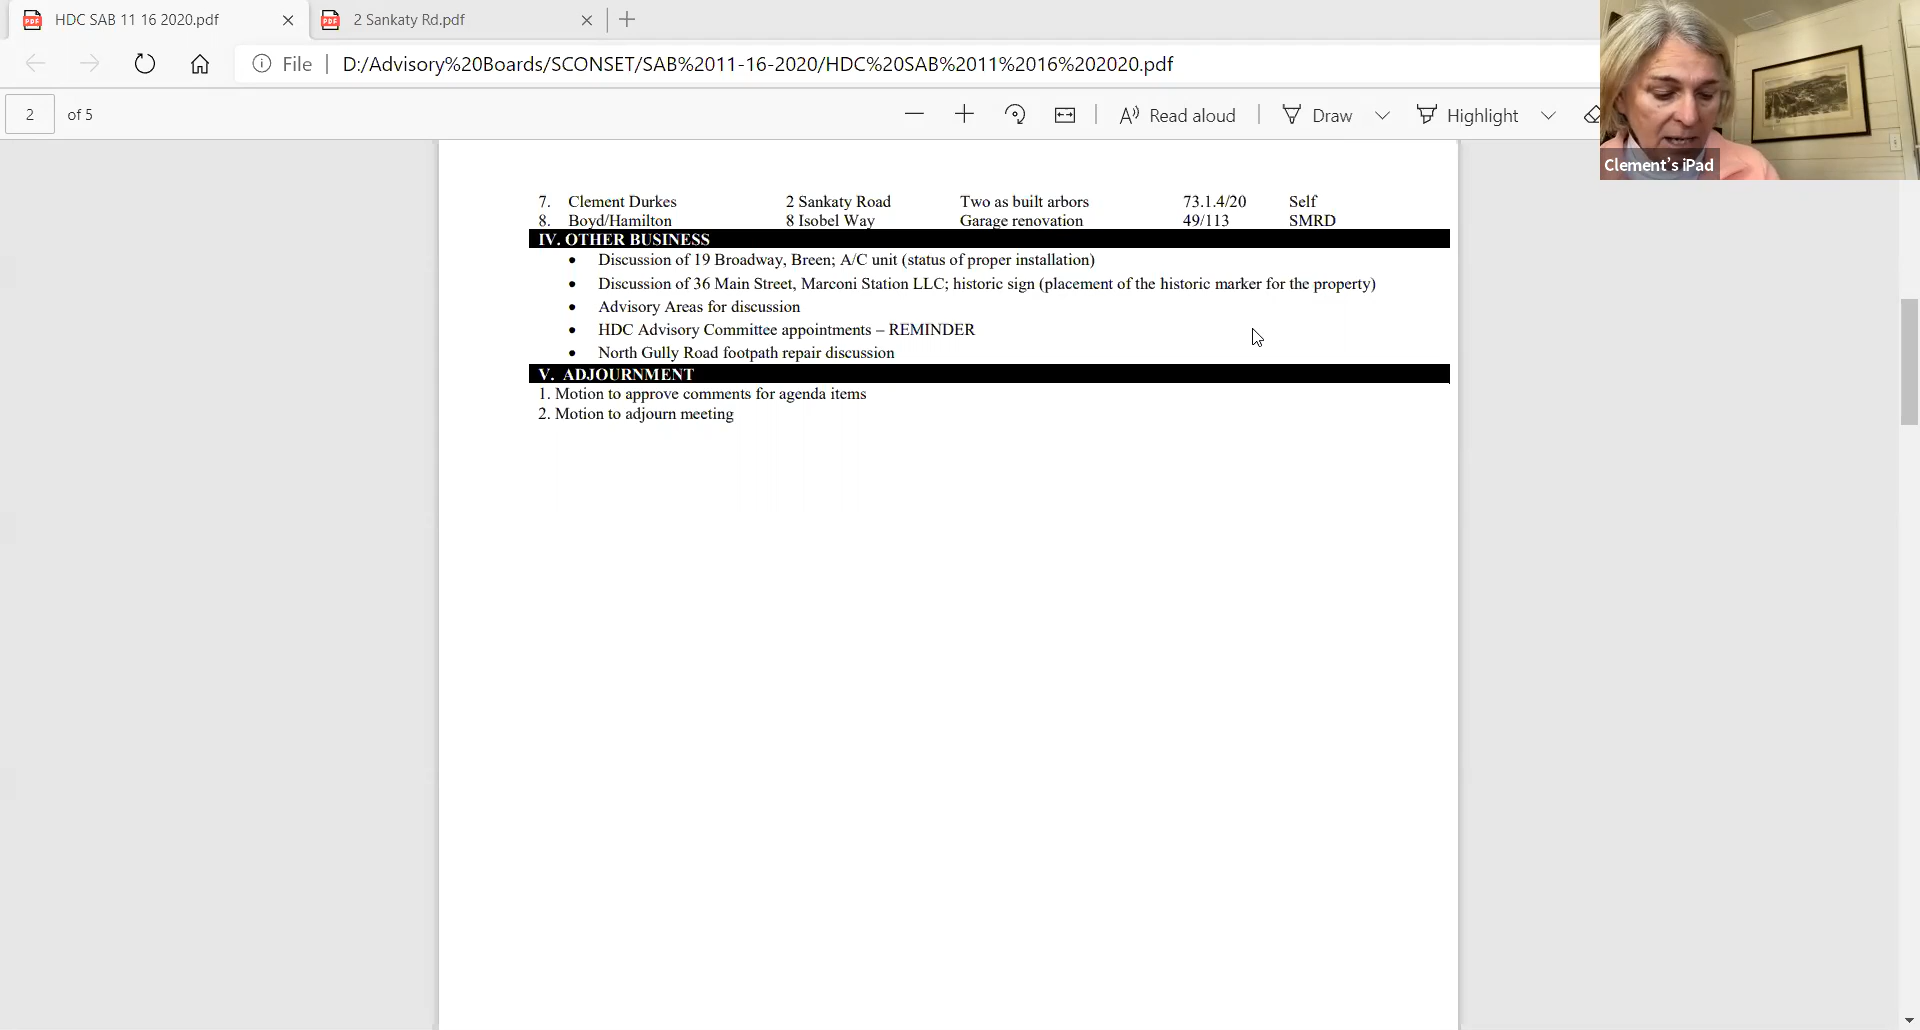 HDC SAB 11 16 2020.pdf
2 Sankaty Rd.pdf
File
D:/Advisory%20Boards/SCONSET/SAB%2011-16-2020/HDC%20SAB%2011%2016%202020.pdf
2 of 5
Read aloud
Draw
Highlight
Clement's iPad
7. Clement Durkes 2 Sankaty Road Two as built arbors 73.1.4/20 Self
8. Boyd/Hamilton 8 Isobel Way Garage renovation 49/113 SMRD
IV. OTHER BUSINESS
• Discussion of 19 Broadway, Breen; A/C unit (status of proper installation)
• Discussion of 36 Main Street, Marconi Station LLC; historic sign (placement of the historic marker for the property)
• Advisory Areas for discussion
• HDC Advisory Committee appointments – REMINDER
• North Gully Road footpath repair discussion
V. ADJOURNMENT
1. Motion to approve comments for agenda items
2. Motion to adjourn meeting